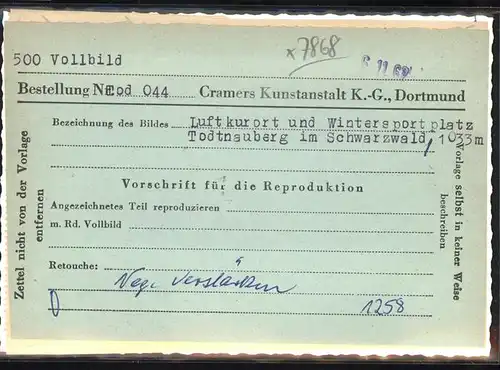 x7868
500 Vollbild
Bestellung Nr. Tod 044 Cramers Kunstanstalt K.-G., Dortmund
Bezeichnung des Bildes Luftkurort und Wintersportplatz
Todtnauberg im Schwarzwald, 1033m
Vorschrift für die Reproduktion
Angezeichnetes Teil reproduzieren
m. Rd. Vollbild
Retouche:
Neg. verstärken
1258
Zettel nicht von der Vorlage
entfernen
Vorlage selbst in keiner Weise
beschreiben